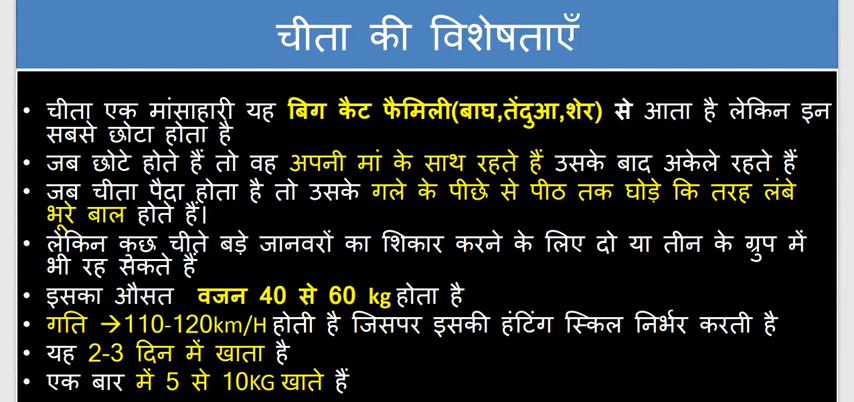 चीता की विशेषताएँ
• चीता एक मांसाहारी यह बिग कैट फैमिली(बाघ,तेंदुआ,शेर) से आता है लेकिन इन
सबसे छोटा होता है
• जब छोटे होते हैं तो वह अपनी मां के साथ रहते हैं उसके बाद अकेले रहते हैं
• जब चीता पैदा होता है तो उसके गले के पीछे से पीठ तक घोड़े कि तरह लंबे
भूरे बाल होते हैं।
• लेकिन कुछ चीते बड़े जानवरों का शिकार करने के लिए दो या तीन के ग्रुप में
भी रह सकते हैं
• इसका औसत वजन 40 से 60 kg होता है
• गति →110-120km/H होती है जिसपर इसकी हंटिंग स्किल निर्भर करती है
• यह 2-3 दिन में खाता है
• एक बार में 5 से 10KG खाते हैं